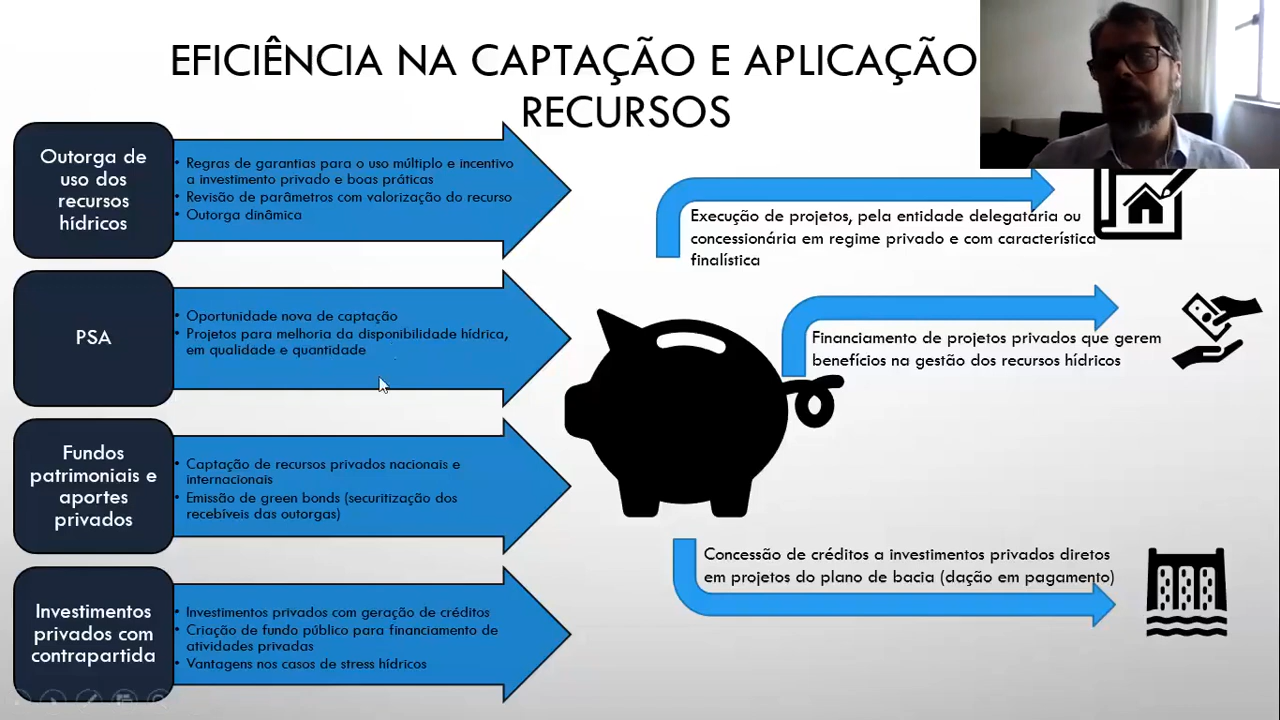 EFICIÊNCIA NA CAPTAÇÃO E APLICAÇÃO
RECURSOS
Outorga de
uso dos
recursos
hídricos
• Regras de garantias para o uso múltiplo e incentivo
a investimento privado e boas práticas
• Revisão de parâmetros com valorização do recurso
• Outorga dinâmica
PSA
• Oportunidade nova de captação
• Projetos para melhoria da disponibilidade hídrica,
em qualidade e quantidade
Fundos
patrimoniais e
aportes
privados
• Captação de recursos privados nacionais e
internacionais
• Emissão de green bonds (securitização dos
recebíveis das outorgas)
Investimentos
privados com
contrapartida
• Investimentos privados com geração de créditos
• Criação de fundo público para financiamento de
atividades privadas
• Vantagens nos casos de stress hídricos
Execução de projetos, pela entidade delegatária ou
concessionária em regime privado e com característica
finalística
Financiamento de projetos privados que gerem
benefícios na gestão dos recursos hídricos
Concessão de créditos a investimentos privados diretos
em projetos do plano de bacia (dação em pagamento)